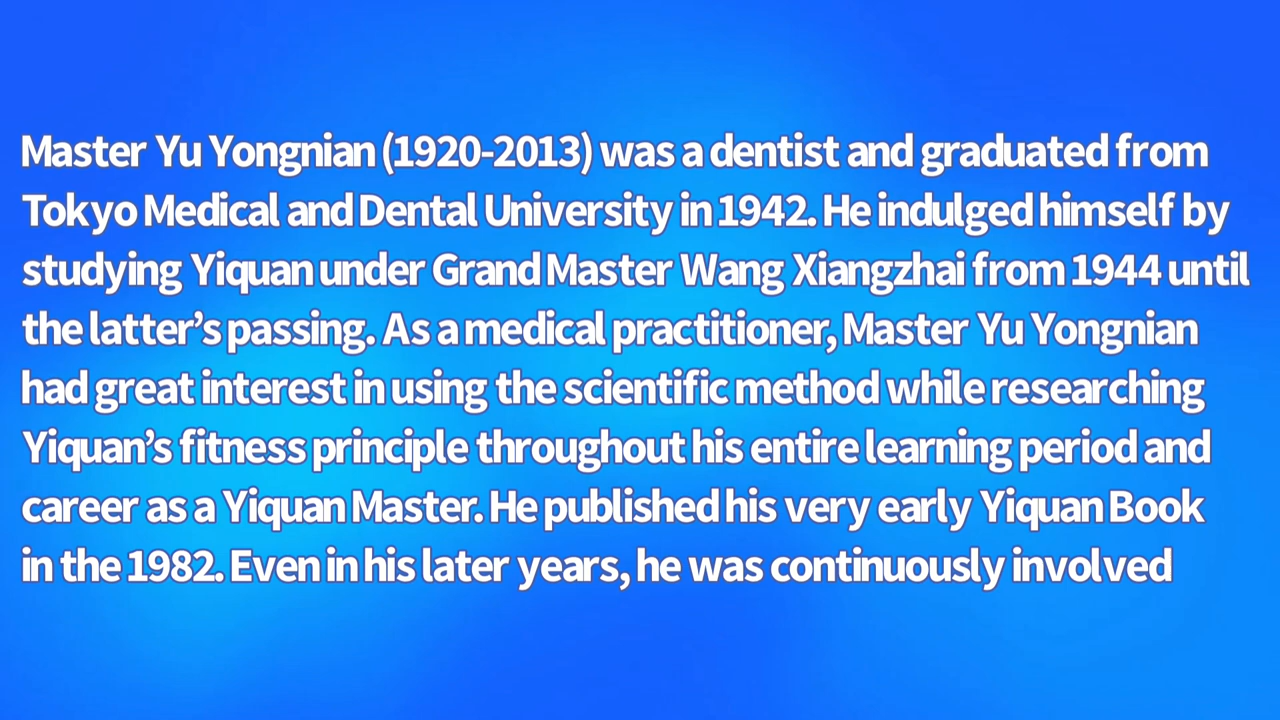 Master Yu Yongnian (1920-2013) was a dentist and graduated from
Tokyo Medical and Dental University in 1942. He indulged himself by
studying Yiquan under Grand Master Wang Xiangzhai from 1944 until
the latter’s passing. As a medical practitioner, Master Yu Yongnian
had great interest in using the scientific method while researching
Yiquan’s fitness principle throughout his entire learning period and
career as a Yiquan Master. He published his very early Yiquan Book
in the 1982. Even in his later years, he was continuously involved